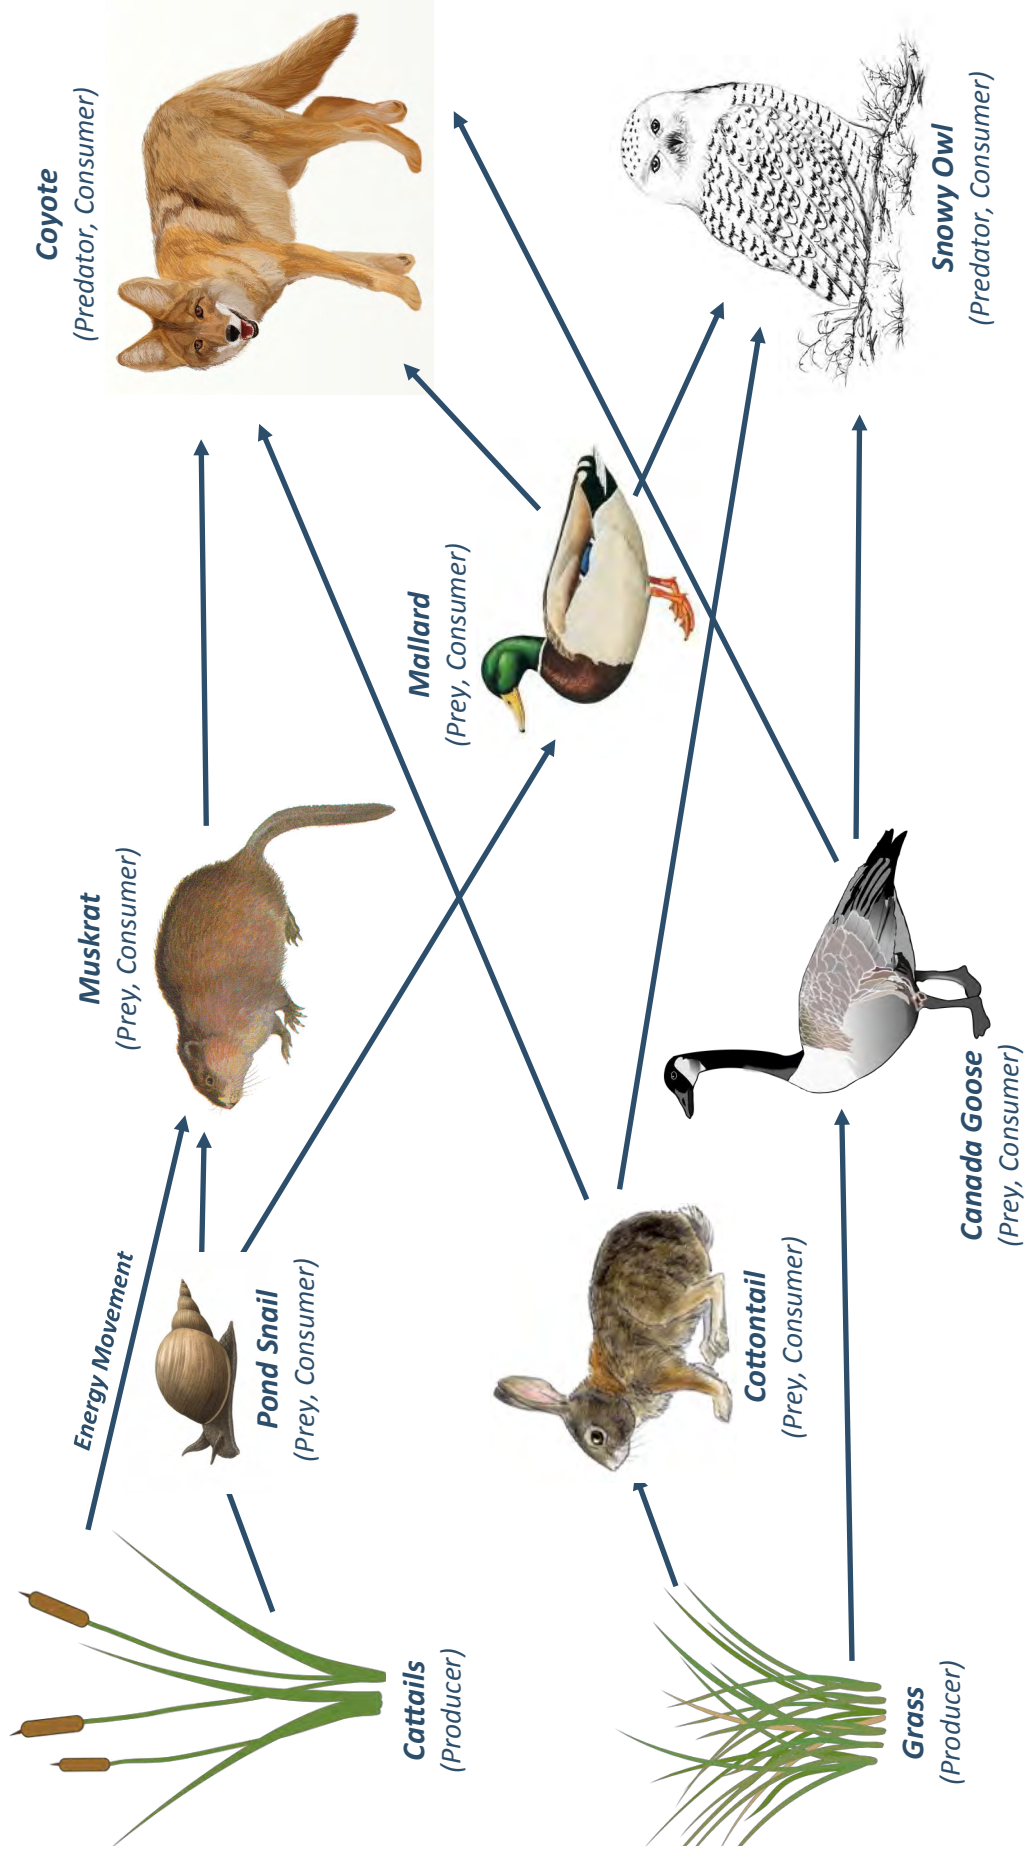 Cattails
(Producer)
Grass
(Producer)
Energy Movement
Pond Snail
(Prey, Consumer)
Cottontail
(Prey, Consumer)
Muskrat
(Prey, Consumer)
Canada Goose
(Prey, Consumer)
Mallard
(Prey, Consumer)
Coyote
(Predator, Consumer)
Snowy Owl
(Predator, Consumer)